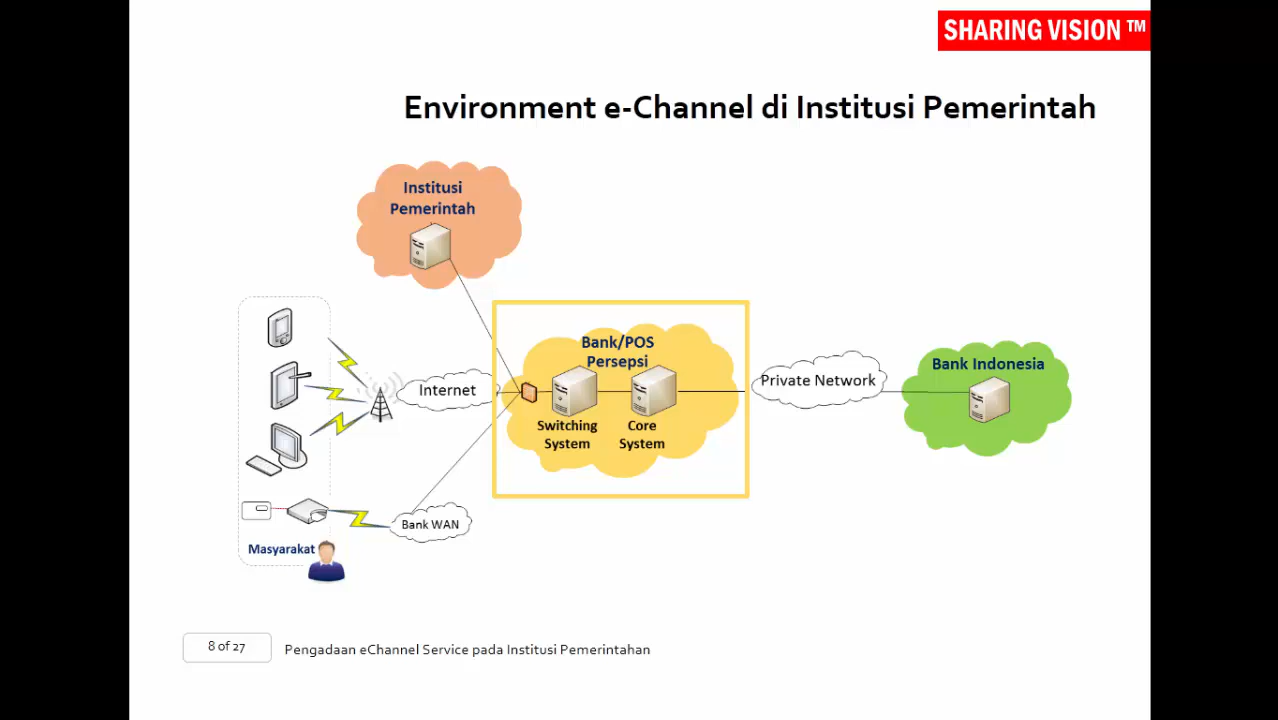 SHARING VISION ™
Environment e-Channel di Institusi Pemerintah
Institusi
Pemerintah
Bank/POS
Persepsi
Internet
Switching
System
Core
System
Private Network
Bank Indonesia
Bank WAN
Masyarakat
8 of 27
Pengadaan eChannel Service pada Institusi Pemerintahan